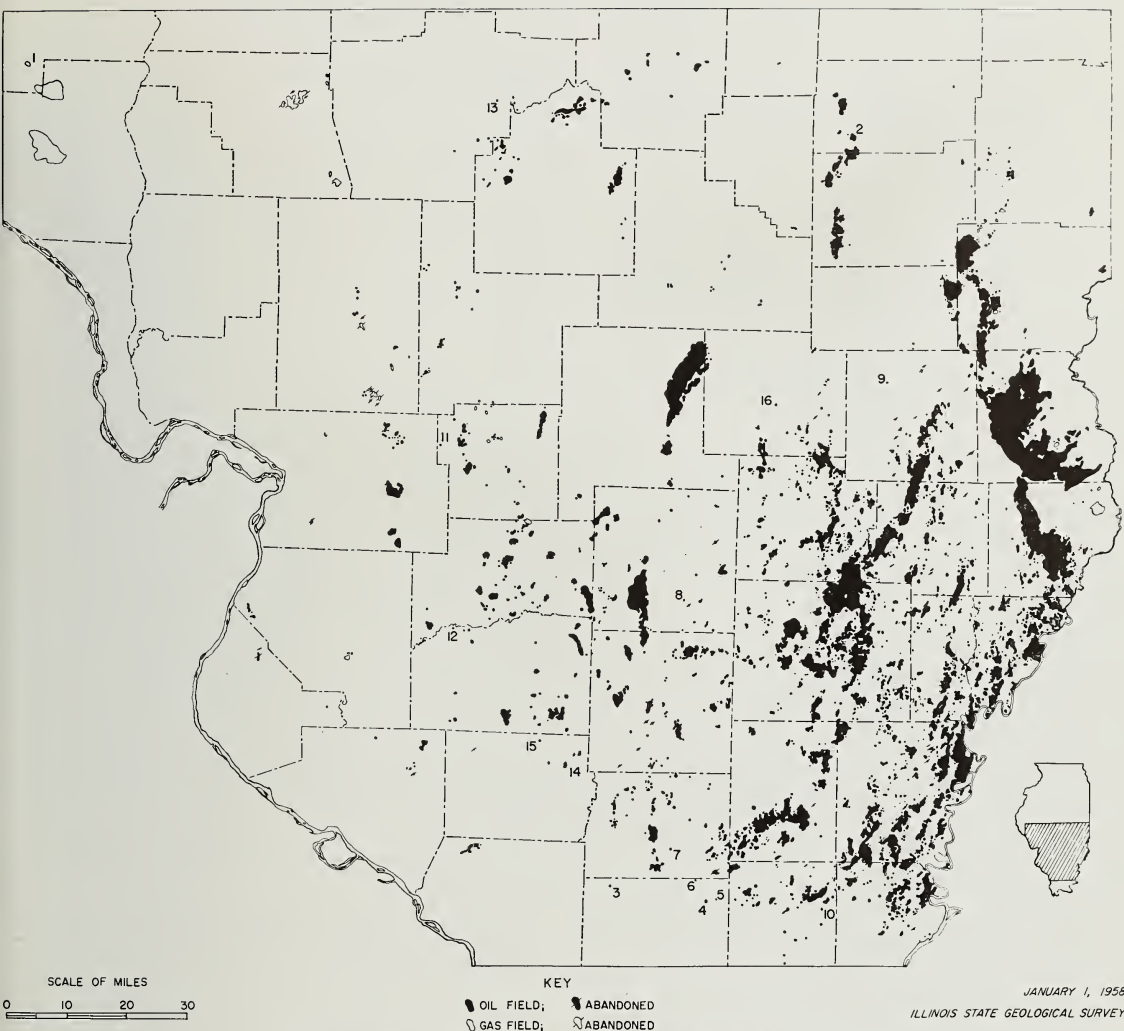 1
13
2
9.
16.
11
8.
12
15
14
7
3
6
5
4
10
SCALE OF MILES
0 10 20 30
KEY
OIL FIELD; ABANDONED
GAS FIELD; ABANDONED
JANUARY 1, 1958
ILLINOIS STATE GEOLOGICAL SURVEY